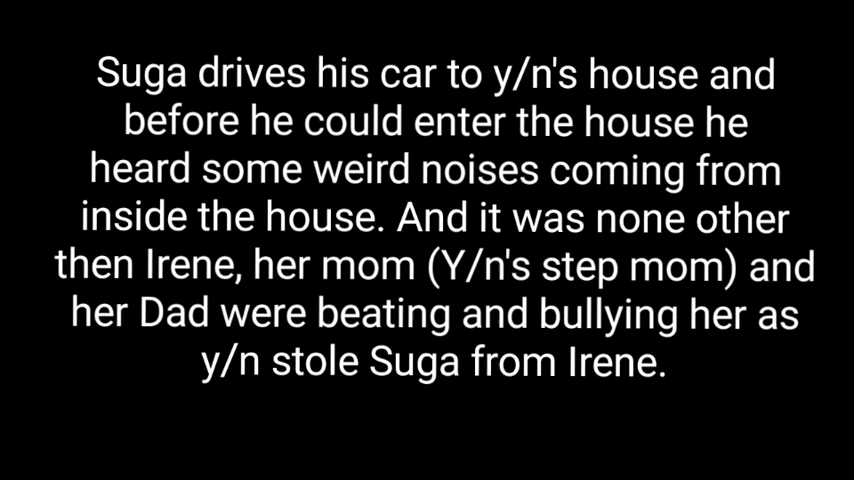 Suga drives his car to y/n's house and
before he could enter the house he
heard some weird noises coming from
inside the house. And it was none other
then Irene, her mom (Y/n's step mom) and
her Dad were beating and bullying her as
y/n stole Suga from Irene.